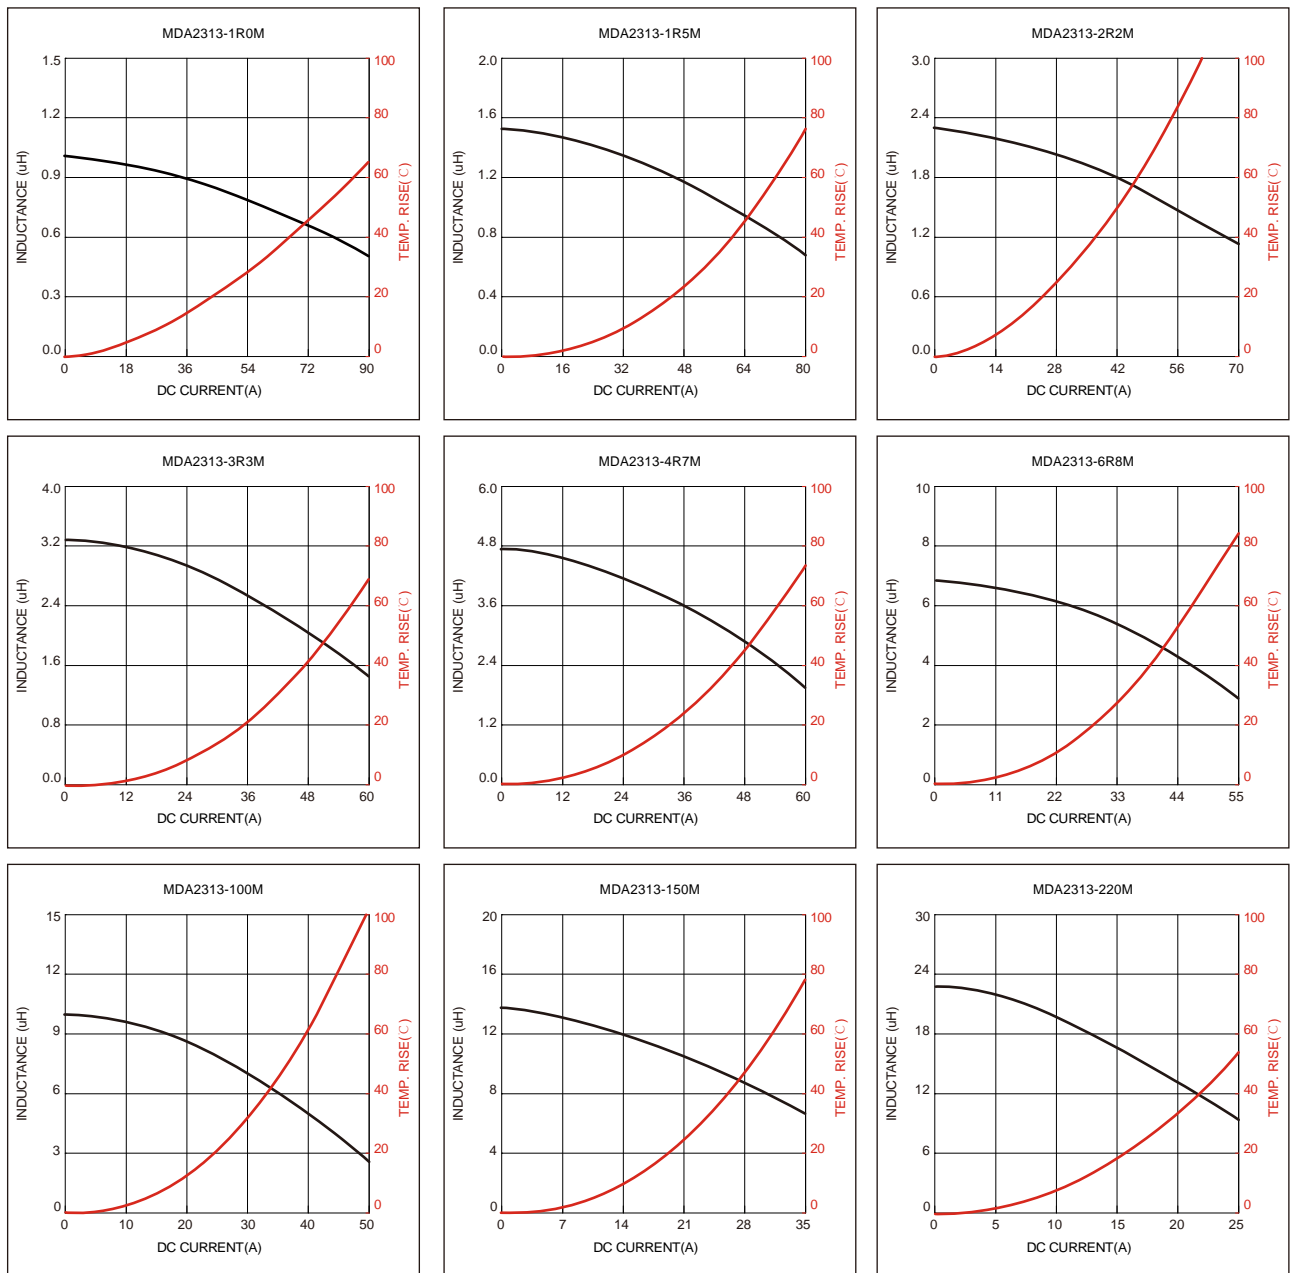 MDA2313-1R0M
1.5
1.2
0.9
0.6
0.3
0.0
100
80
60
40
20
0
0 18 36 54 72 90
INDUCTANCE (uH)
TEMP. RISE(℃)
DC CURRENT(A)
MDA2313-1R5M
2.0
1.6
1.2
0.8
0.4
0.0
100
80
60
40
20
0
0 16 32 48 64 80
INDUCTANCE (uH)
TEMP. RISE(℃)
DC CURRENT(A)
MDA2313-2R2M
3.0
2.4
1.8
1.2
0.6
0.0
100
80
60
40
20
0
0 14 28 42 56 70
INDUCTANCE (uH)
TEMP. RISE(℃)
DC CURRENT(A)
MDA2313-3R3M
4.0
3.2
2.4
1.6
0.8
0.0
100
80
60
40
20
0
0 12 24 36 48 60
INDUCTANCE (uH)
TEMP. RISE(℃)
DC CURRENT(A)
MDA2313-4R7M
6.0
4.8
3.6
2.4
1.2
0.0
100
80
60
40
20
0
0 12 24 36 48 60
INDUCTANCE (uH)
TEMP. RISE(℃)
DC CURRENT(A)
MDA2313-6R8M
10
8
6
4
2
0
100
80
60
40
20
0
0 11 22 33 44 55
INDUCTANCE (uH)
TEMP. RISE(℃)
DC CURRENT(A)
MDA2313-100M
15
12
9
6
3
0
100
80
60
40
20
0
0 10 20 30 40 50
INDUCTANCE (uH)
TEMP. RISE(℃)
DC CURRENT(A)
MDA2313-150M
20
16
12
8
4
0
100
80
60
40
20
0
0 7 14 21 28 35
INDUCTANCE (uH)
TEMP. RISE(℃)
DC CURRENT(A)
MDA2313-220M
30
24
18
12
6
0
100
80
60
40
20
0
0 5 10 15 20 25
INDUCTANCE (uH)
TEMP. RISE(℃)
DC CURRENT(A)